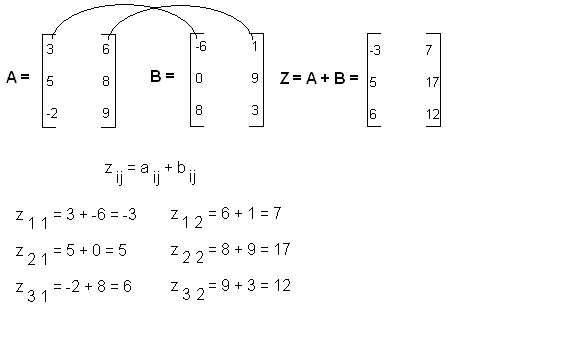 3 6 -6 1 -3 7
A = 5 8 B = 0 9 Z = A + B = 5 17
-2 9 8 3 6 12
z ij = a ij + b ij
z 1 1 = 3 + -6 = -3 z 1 2 = 6 + 1 = 7
z 2 1 = 5 + 0 = 5 z 2 2 = 8 + 9 = 17
z 3 1 = -2 + 8 = 6 z 3 2 = 9 + 3 = 12